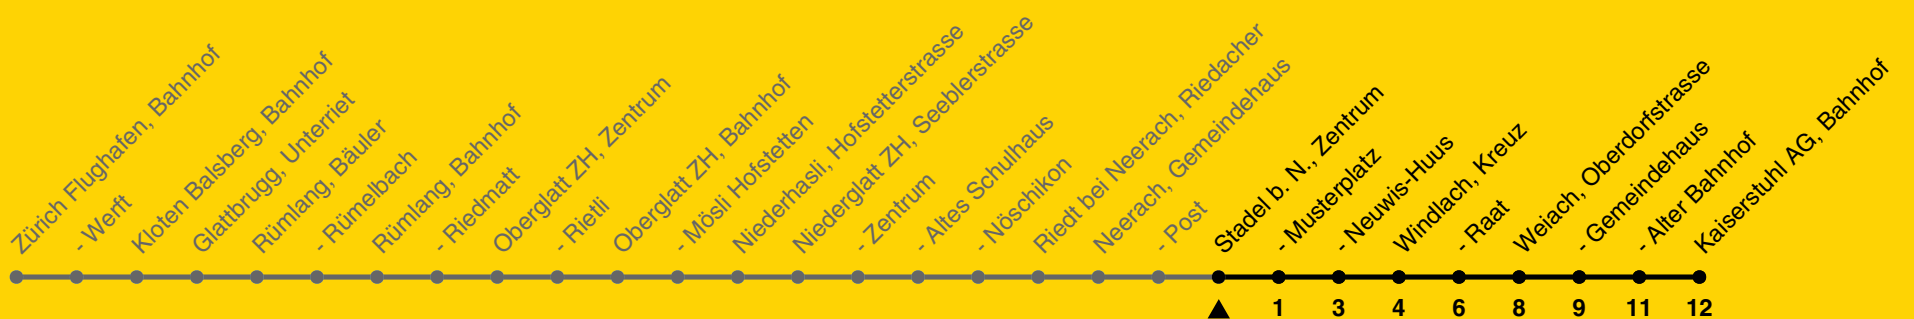 Zürich Flughafen, Bahnhof
- Werft
Kloten Balsberg, Bahnhof
Glattbrugg, Unterriet
Rümlang, Bäuler
- Rümelbach
Rümlang, Bahnhof
- Riedmatt
Oberglatt ZH, Zentrum
- Rietli
Oberglatt ZH, Bahnhof
- Mösli Hofstetten
Niederhasli, Hofstetterstrasse
Niederglatt ZH, Seeblerstrasse
- Zentrum
- Altes Schulhaus
- Nöschikon
Riedt bei Neerach, Riedacher
Neerach, Gemeindehaus
- Post
Stadel b. N., Zentrum
- Musterplatz
- Neuwis-Huus
Windlach, Kreuz
- Raat
Weiach, Oberdorfstrasse
- Gemeindehaus
- Alter Bahnhof
Kaiserstuhl AG, Bahnhof
1 3 4 6 8 9 11 12